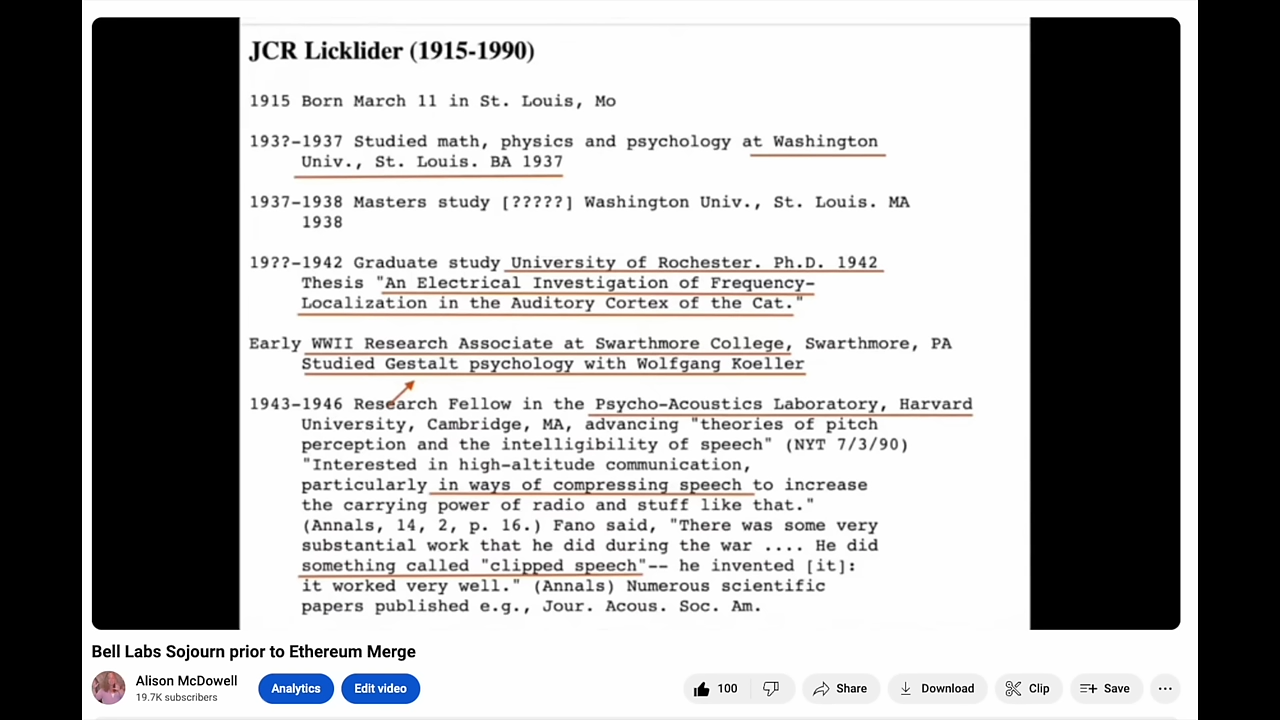 JCR Licklider (1915-1990)
1915 Born March 11 in St. Louis, Mo
193?-1937 Studied math, physics and psychology at Washington
Univ., St. Louis. BA 1937
1937-1938 Masters study [?????] Washington Univ., St. Louis. MA
1938
19??-1942 Graduate study University of Rochester. Ph.D. 1942
Thesis "An Electrical Investigation of Frequency-
Localization in the Auditory Cortex of the Cat."
Early WWII Research Associate at Swarthmore College, Swarthmore, PA
Studied Gestalt psychology with Wolfgang Koeller
1943-1946 Research Fellow in the Psycho-Acoustics Laboratory, Harvard
University, Cambridge, MA, advancing "theories of pitch
perception and the intelligibility of speech" (NYT 7/3/90)
"Interested in high-altitude communication,
particularly in ways of compressing speech to increase
the carrying power of radio and stuff like that."
(Annals, 14, 2, p. 16.) Fano said, "There was some very
substantial work that he did during the war .... He did
something called "clipped speech"-- he invented [it]:
it worked very well." (Annals) Numerous scientific
papers published e.g., Jour. Acous. Soc. Am.
Bell Labs Sojourn prior to Ethereum Merge
Alison McDowell
19.7K subscribers
Analytics
Edit video
100
Share
Download
Clip
Save